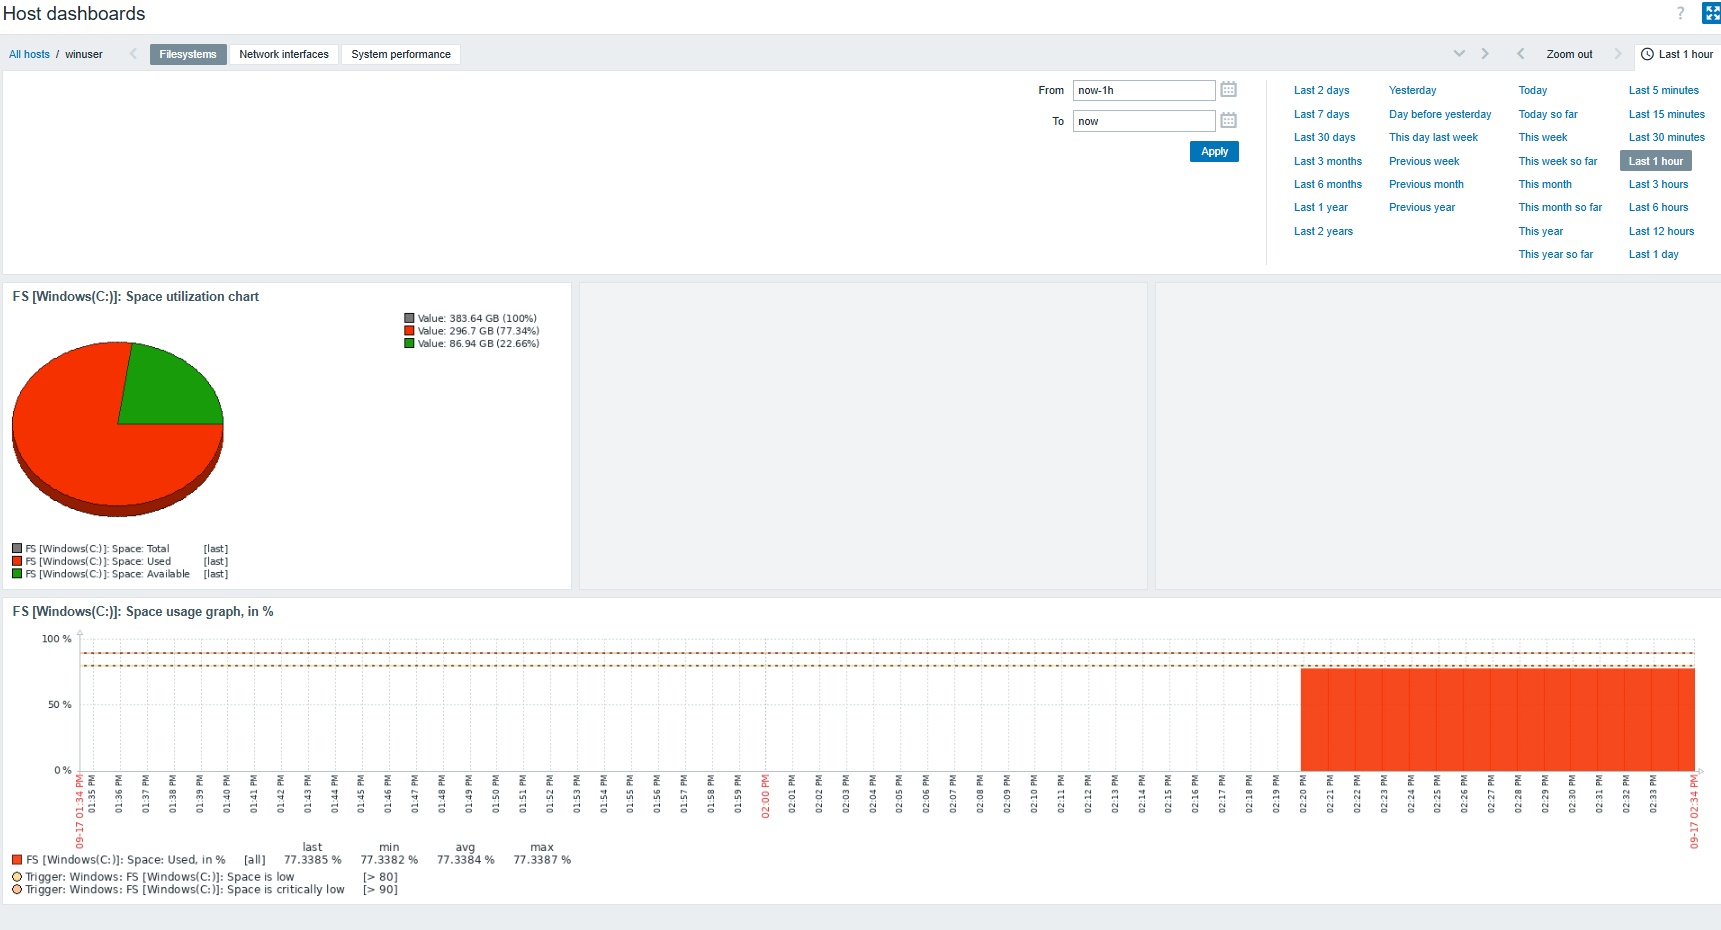 Host dashboards
?
All hosts / winuser
Filesystems
Network interfaces
System performance
Zoom out
Last 1 hour
From now-1h
To now
Apply
Last 2 days Yesterday Today Last 5 minutes
Last 7 days Day before yesterday Today so far Last 15 minutes
Last 30 days This day last week This week Last 30 minutes
Last 3 months Previous week This week so far Last 1 hour
Last 6 months Previous month This month Last 3 hours
Last 1 year Previous year This month so far Last 6 hours
Last 2 years This year Last 12 hours
This year so far Last 1 day
FS [Windows(C:)]: Space utilization chart
Value: 383.64 GB (100%)
Value: 296.7 GB (77.34%)
Value: 86.94 GB (22.66%)
FS [Windows(C:)]: Space: Total [last]
FS [Windows(C:)]: Space: Used [last]
FS [Windows(C:)]: Space: Available [last]
FS [Windows(C:)]: Space usage graph, in %
100 %
50 %
0 %
09-17 01:34 PM
01:35 PM
01:36 PM
01:37 PM
01:38 PM
01:39 PM
01:40 PM
01:41 PM
01:42 PM
01:43 PM
01:44 PM
01:45 PM
01:46 PM
01:47 PM
01:48 PM
01:49 PM
01:50 PM
01:51 PM
01:52 PM
01:53 PM
01:54 PM
01:55 PM
01:56 PM
01:57 PM
01:58 PM
01:59 PM
02:00 PM
02:01 PM
02:02 PM
02:03 PM
02:04 PM
02:05 PM
02:06 PM
02:07 PM
02:08 PM
02:09 PM
02:10 PM
02:11 PM
02:12 PM
02:13 PM
02:14 PM
02:15 PM
02:16 PM
02:17 PM
02:18 PM
02:19 PM
02:20 PM
02:21 PM
02:22 PM
02:23 PM
02:24 PM
02:25 PM
02:26 PM
02:27 PM
02:28 PM
02:29 PM
02:30 PM
02:31 PM
02:32 PM
02:33 PM
09-17 02:34 PM
last min avg max
FS [Windows(C:)]: Space: Used, in % [all] 77.3385 % 77.3382 % 77.3384 % 77.3387 %
Trigger: Windows: FS [Windows(C:)]: Space is low [> 80]
Trigger: Windows: FS [Windows(C:)]: Space is critically low [> 90]